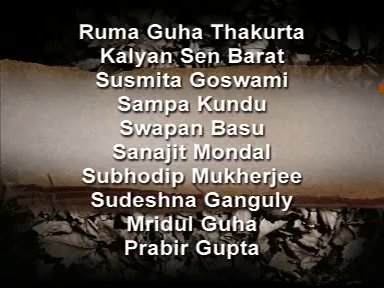 Ruma Guha Thakurta
Kalyan Sen Barat
Susmita Goswami
Sampa Kundu
Swapan Basu
Sanajit Mondal
Subhodip Mukherjee
Sudeshna Ganguly
Mridul Guha
Prabir Gupta